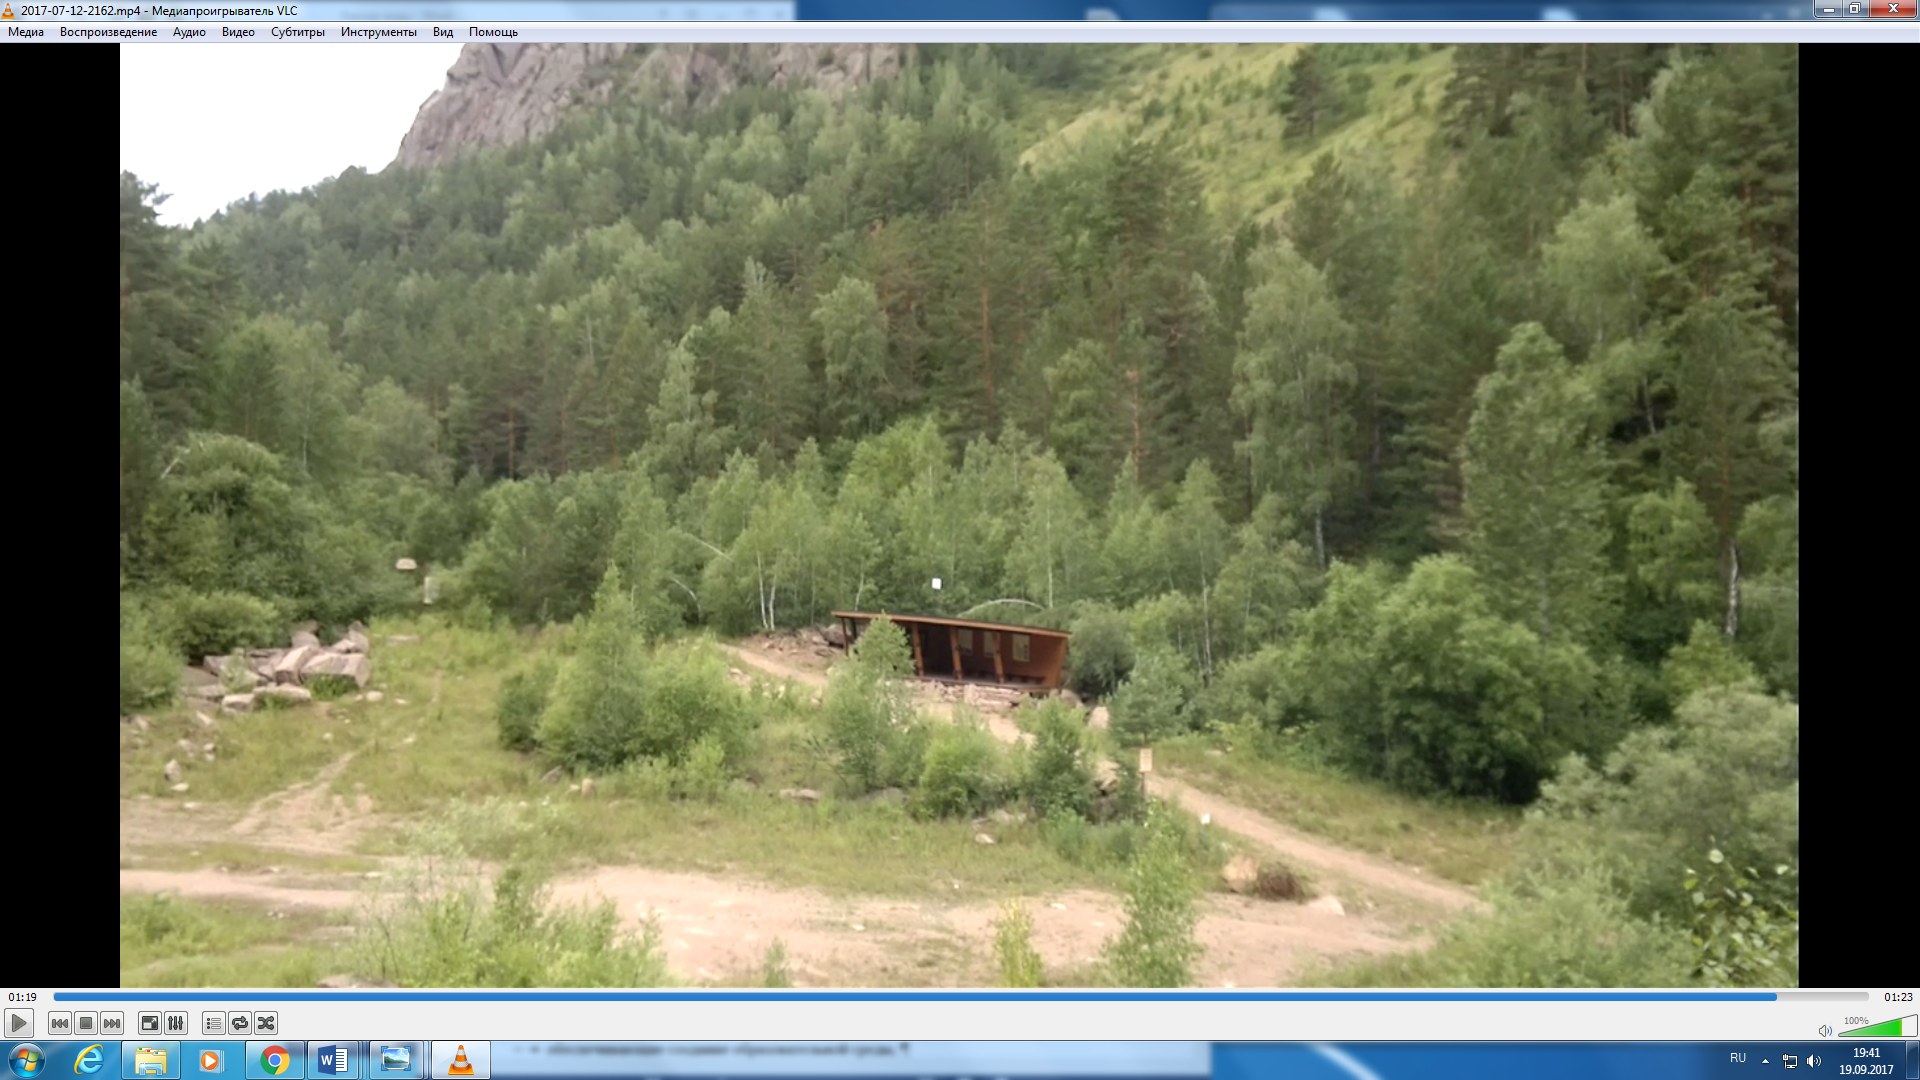 2017-07-12-2162.mp4 - Медиапроигрыватель VLC
Медиа Воспроизведение Аудио Видео Субтитры Инструменты Вид Помощь
01:19 01:23
100%
RU 19:41
19.09.2017